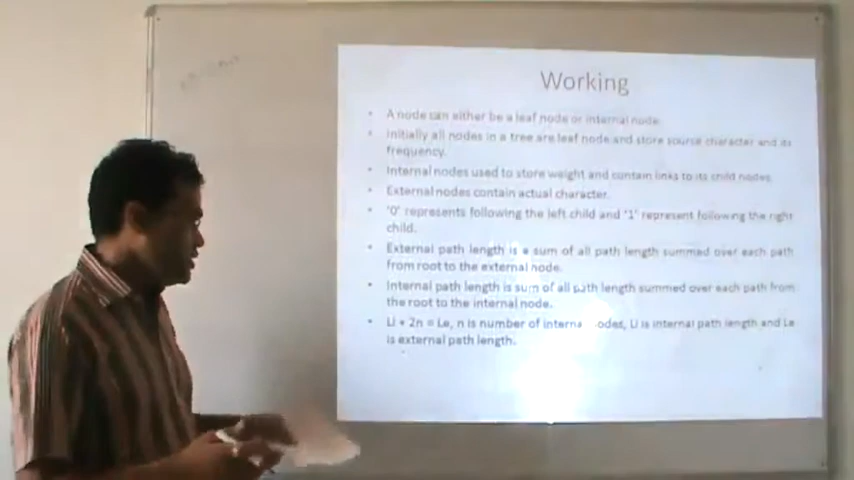 Working
• A node can either be a leaf node or internal node.
• Initially all nodes in a tree are leaf node and store source character and its
frequency.
• Internal nodes used to store weight and contain links to its child nodes.
• External nodes contain actual character.
• '0' represents following the left child and '1' represent following the right
child.
• External path length is a sum of all path length summed over each path
from root to the external node.
• Internal path length is sum of all path length summed over each path from
the root to the internal node.
• Li + 2n = Le, n is number of interna odes, Li is internal path length and Le
is external path length.